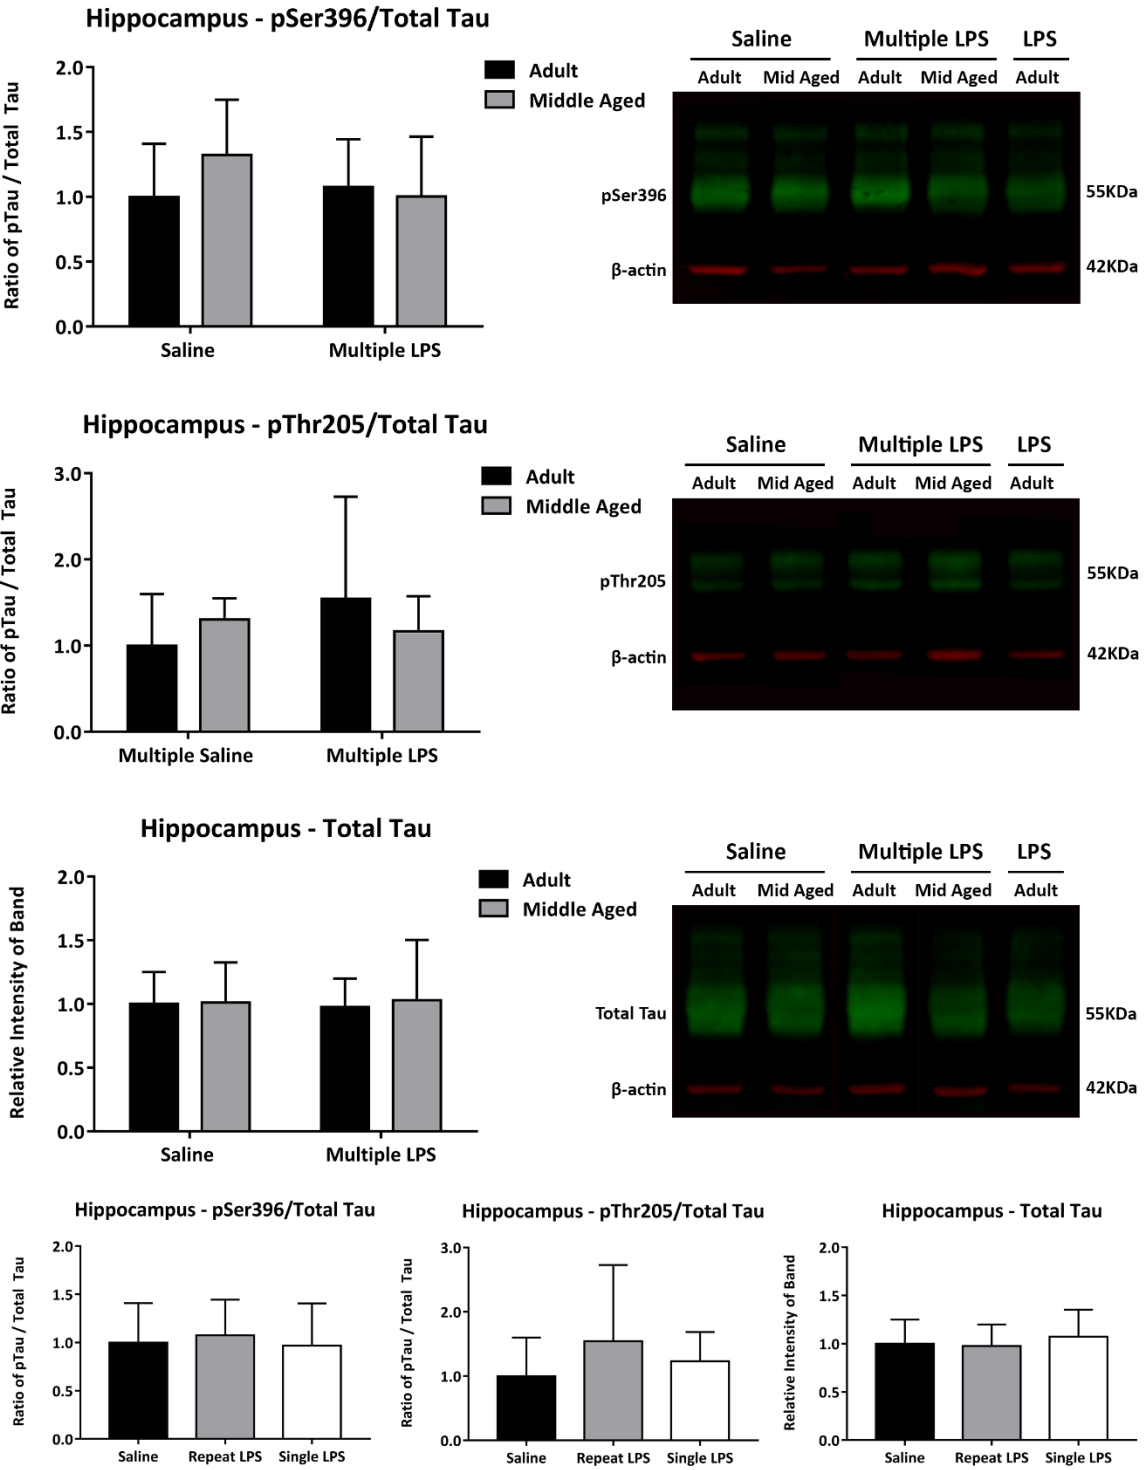 Hippocampus - pSer396/Total Tau
Ratio of pTau / Total Tau
2.0
1.5
1.0
0.5
0.0
Saline
Multiple LPS
Adult
Middle Aged
Saline Multiple LPS LPS
Adult Mid Aged Adult Mid Aged Adult
pSer396
55KDa
β-actin
42KDa
Hippocampus - pThr205/Total Tau
Ratio of pTau / Total Tau
3.0
2.0
1.0
0.0
Multiple Saline
Multiple LPS
Adult
Middle Aged
Saline Multiple LPS LPS
Adult Mid Aged Adult Mid Aged Adult
pThr205
55KDa
β-actin
42KDa
Hippocampus - Total Tau
Relative Intensity of Band
2.0
1.5
1.0
0.5
0.0
Saline
Multiple LPS
Adult
Middle Aged
Saline Multiple LPS LPS
Adult Mid Aged Adult Mid Aged Adult
Total Tau
55KDa
β-actin
42KDa
Hippocampus - pSer396/Total Tau
Ratio of pTau / Total Tau
2.0
1.5
1.0
0.5
0.0
Saline Repeat LPS Single LPS
Hippocampus - pThr205/Total Tau
Ratio of pTau / Total Tau
3.0
2.0
1.0
0.0
Saline Repeat LPS Single LPS
Hippocampus - Total Tau
Relative Intensity of Band
2.0
1.5
1.0
0.5
0.0
Saline Repeat LPS Single LPS